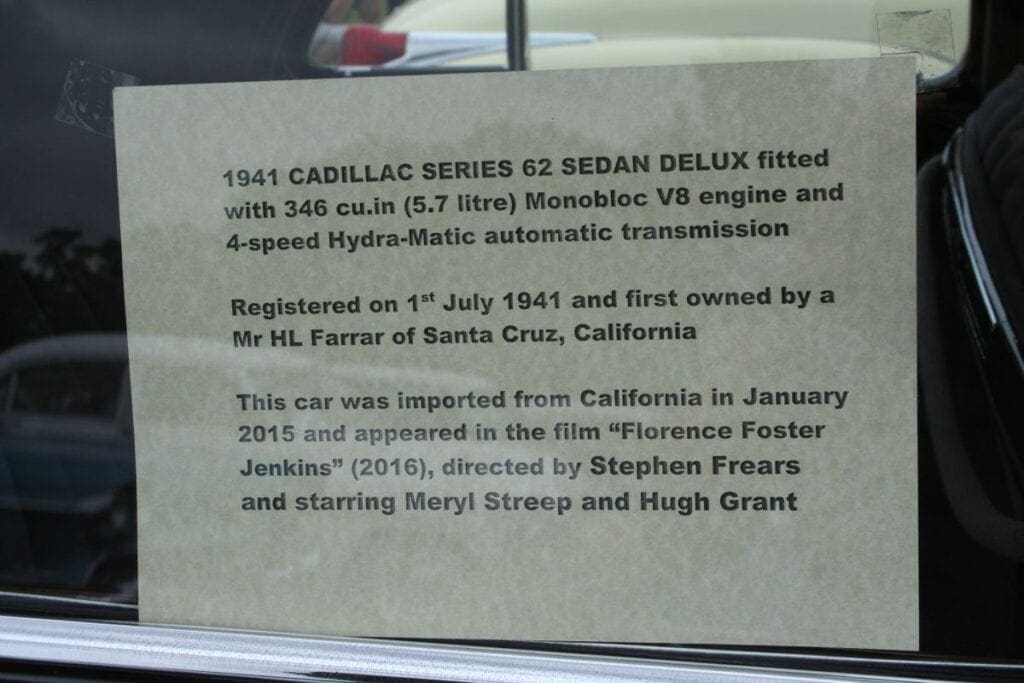 1941 CADILLAC SERIES 62 SEDAN DELUX fitted
with 346 cu.in (5.7 litre) Monobloc V8 engine and
4-speed Hydra-Matic automatic transmission
Registered on 1st July 1941 and first owned by a
Mr HL Farrar of Santa Cruz, California
This car was imported from California in January
2015 and appeared in the film “Florence Foster
Jenkins” (2016), directed by Stephen Frears
and starring Meryl Streep and Hugh Grant